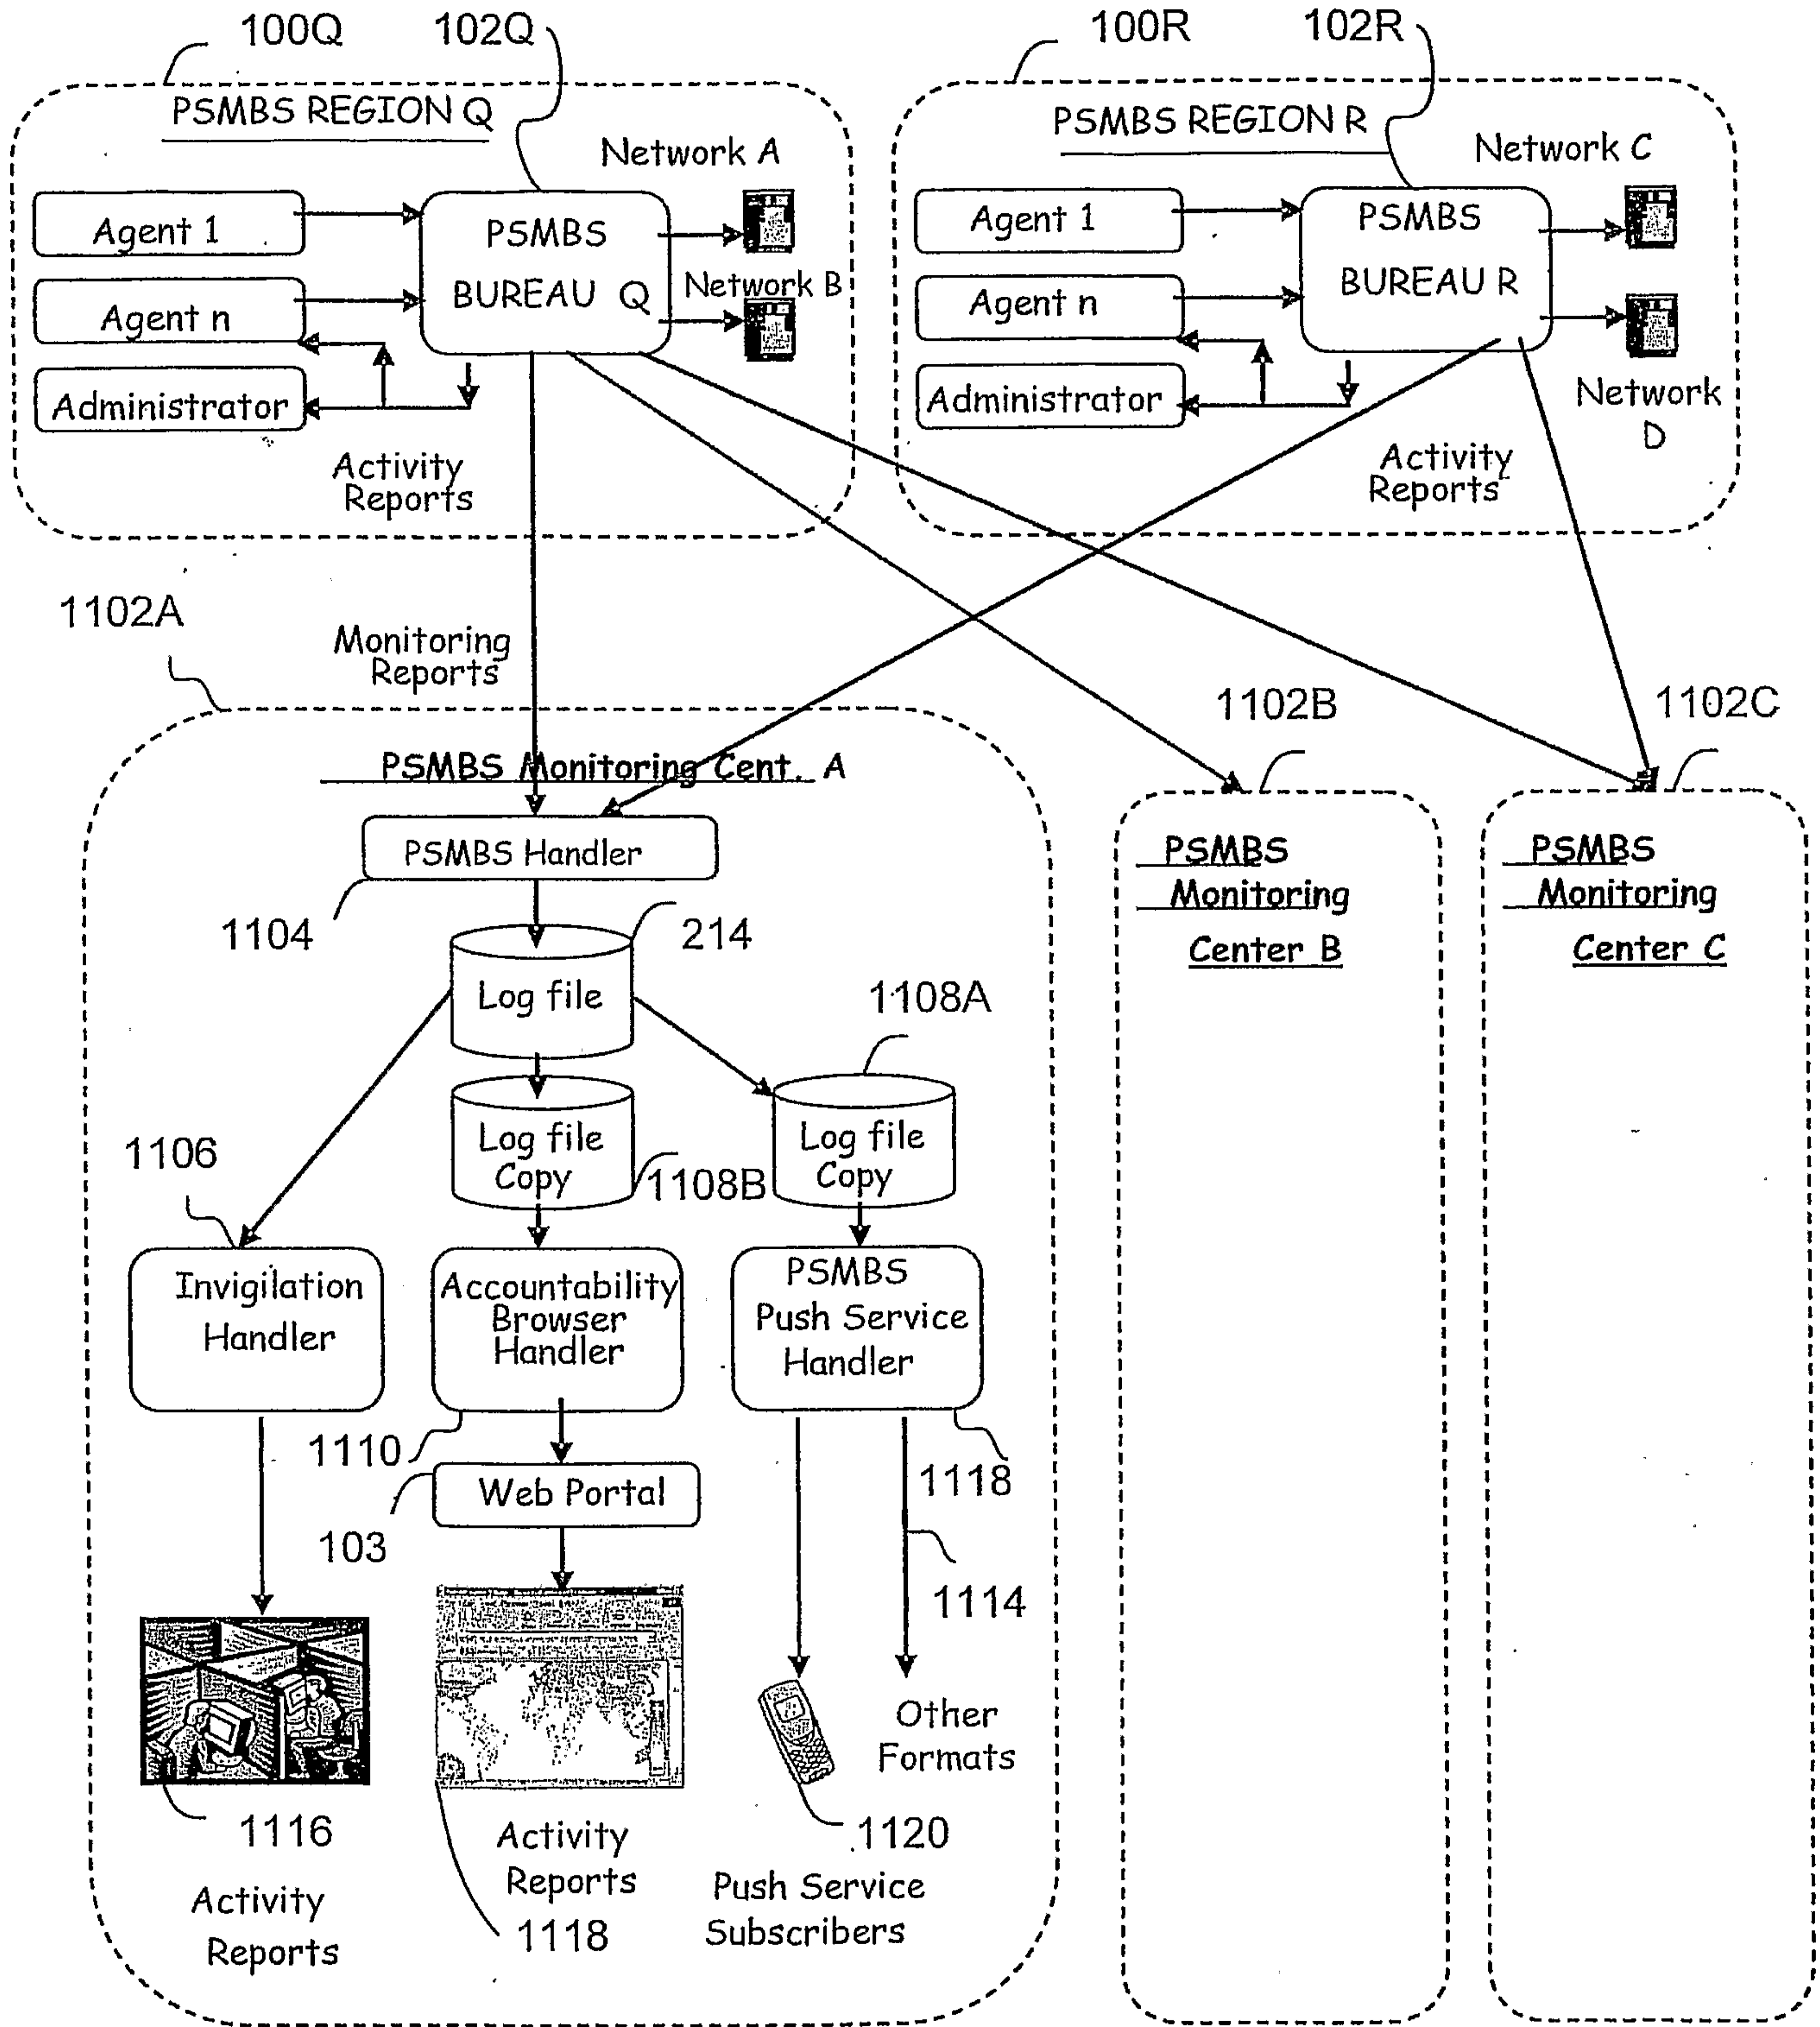 100Q
102Q
100R
102R
PSMBS REGION Q
Network A
Agent 1
PSMBS
BUREAU Q
Agent n
Network B
Administrator
Activity
Reports
PSMBS REGION R
Network C
Agent 1
PSMBS
BUREAU R
Agent n
Administrator
Network
D
Activity
Reports
1102A
Monitoring
Reports
1102B
1102C
PSMBS Monitoring Cent. A
PSMBS Handler
1104
214
Log file
1108A
Log file
Copy
1108B
Log file
Copy
1106
Invigilation
Handler
Accountability
Browser
Handler
PSMBS
Push Service
Handler
1110
1118
Web Portal
103
1114
Other
Formats
1116
Activity
Reports
Activity
Reports
1118
1120
Push Service
Subscribers
PSMBS
Monitoring
Center B
PSMBS
Monitoring
Center C